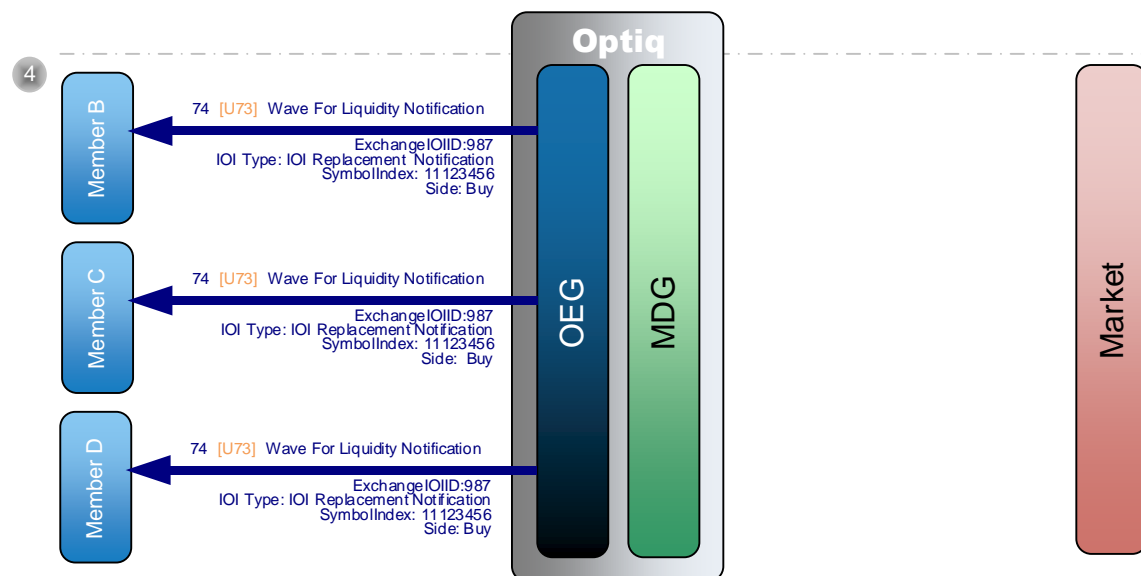 Optiq
4
Member B
74 [U73] Wave For Liquidity Notification
ExchangeIOIID:987
IOI Type: IOI Replacement Notification
SymbolIndex: 11123456
Side: Buy
Member C
74 [U73] Wave For Liquidity Notification
ExchangeIOIID:987
IOI Type: IOI Replacement Notification
SymbolIndex: 11123456
Side: Buy
Member D
74 [U73] Wave For Liquidity Notification
ExchangeIOIID:987
IOI Type: IOI Replacement Notification
SymbolIndex: 11123456
Side: Buy
OEG
MDG
Market